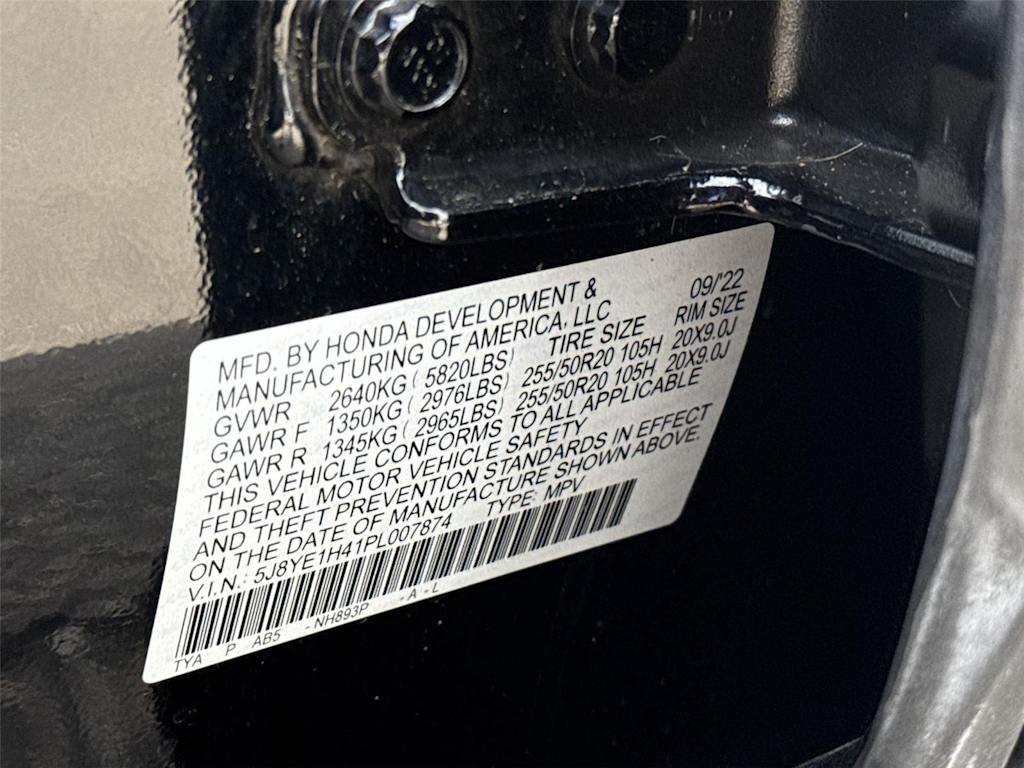 MFD. BY HONDA DEVELOPMENT & 09/'22
MANUFACTURING OF AMERICA, LLC
GVWR 2640KG ( 5820LBS) TIRE SIZE RIM SIZE
GAWR F 1350KG ( 2976LBS) 255/50R20 105H 20X9.0J
GAWR R 1345KG ( 2965LBS) 255/50R20 105H 20X9.0J
THIS VEHICLE CONFORMS TO ALL APPLICABLE
FEDERAL MOTOR VEHICLE SAFETY
AND THEFT PREVENTION STANDARDS IN EFFECT
ON THE DATE OF MANUFACTURE SHOWN ABOVE.
V.I.N.: 5J8YE1H41PL007874 TYPE: MPV
TYA P AB5 -NH893P -A-L